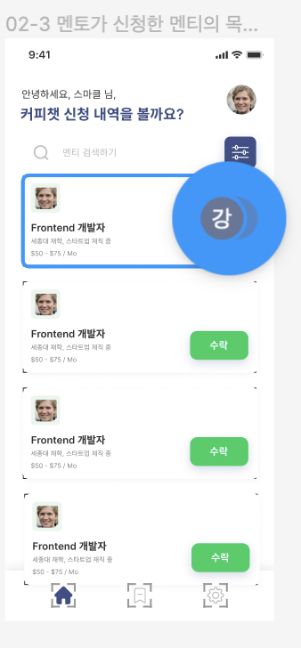 02-3 멘토가 신청한 멘티의 목...
9:41
안녕하세요, 스마클 님,
커피챗 신청 내역을 볼까요?
멘티 검색하기
강
Frontend 개발자
세종대 재학, 스타트업 재직 중
$50 - $75 / Mo
Frontend 개발자
세종대 재학, 스타트업 재직 중
$50 - $75 / Mo
수락
Frontend 개발자
세종대 재학, 스타트업 재직 중
$50 - $75 / Mo
수락
Frontend 개발자
세종대 재학, 스타트업 재직 중
$50 - $75 / Mo
수락